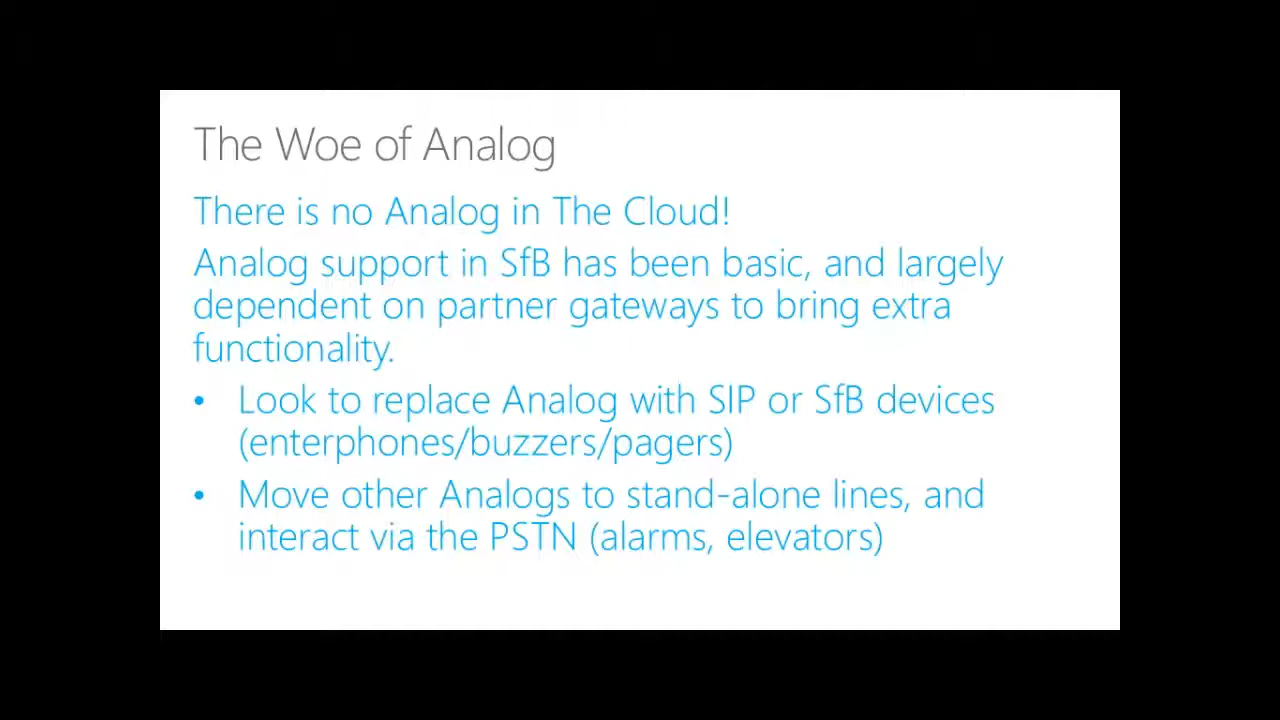 The Woe of Analog
There is no Analog in The Cloud!
Analog support in SfB has been basic, and largely
dependent on partner gateways to bring extra
functionality.
• Look to replace Analog with SIP or SfB devices
(enterphones/buzzers/pagers)
• Move other Analogs to stand-alone lines, and
interact via the PSTN (alarms, elevators)